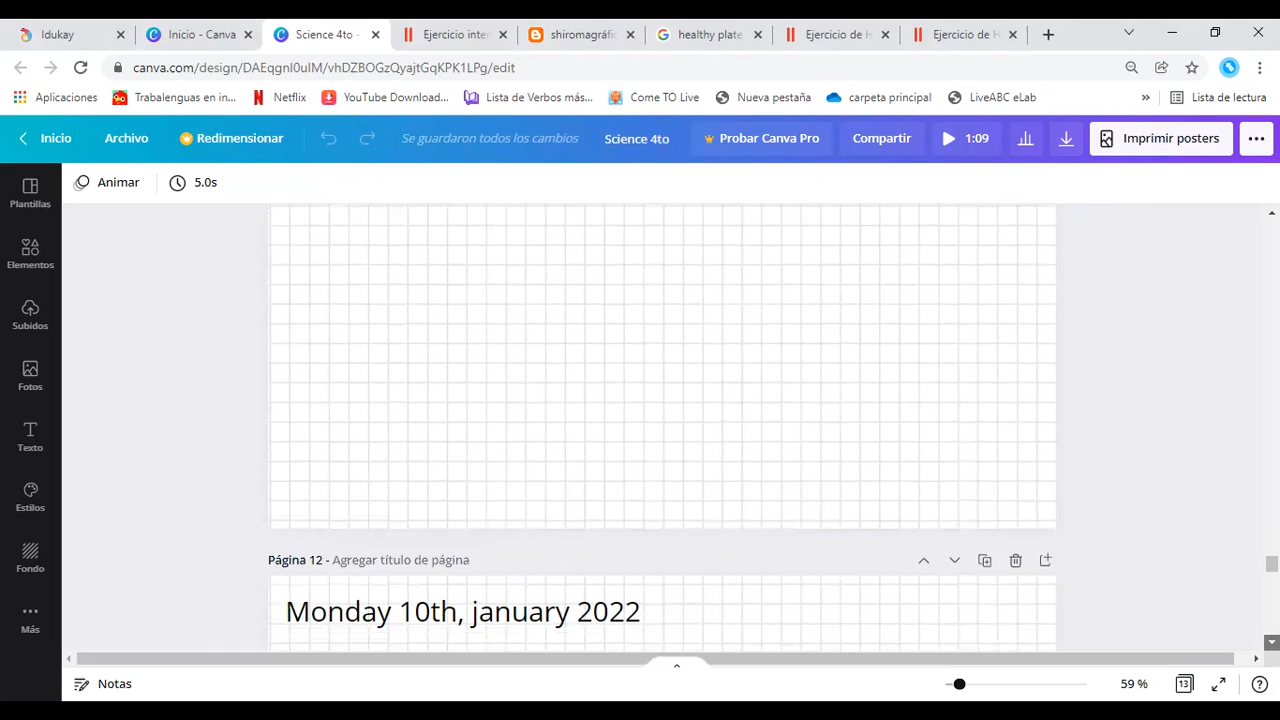 Idukay
Inicio - Canva
Science 4to -
Ejercicio inter
shiromagráfic
healthy plate
Ejercicio de H
Ejercicio de H
canva.com/design/DAEqgnI0uIM/vhDZBOGzQyajtGqKPK1LPg/edit
Aplicaciones
Trabalenguas en in...
Netflix
YouTube Download...
Lista de Verbos más...
Come TO Live
Nueva pestaña
carpeta principal
LiveABC eLab
»
Lista de lectura
Inicio
Archivo
Redimensionar
Se guardaron todos los cambios
Science 4to
Probar Canva Pro
Compartir
1:09
Imprimir posters
Animar
5.0s
Plantillas
Elementos
Subidos
Fotos
Texto
Estilos
Fondo
Más
Página 12 - Agregar título de página
Monday 10th, january 2022
Notas
59 %
13